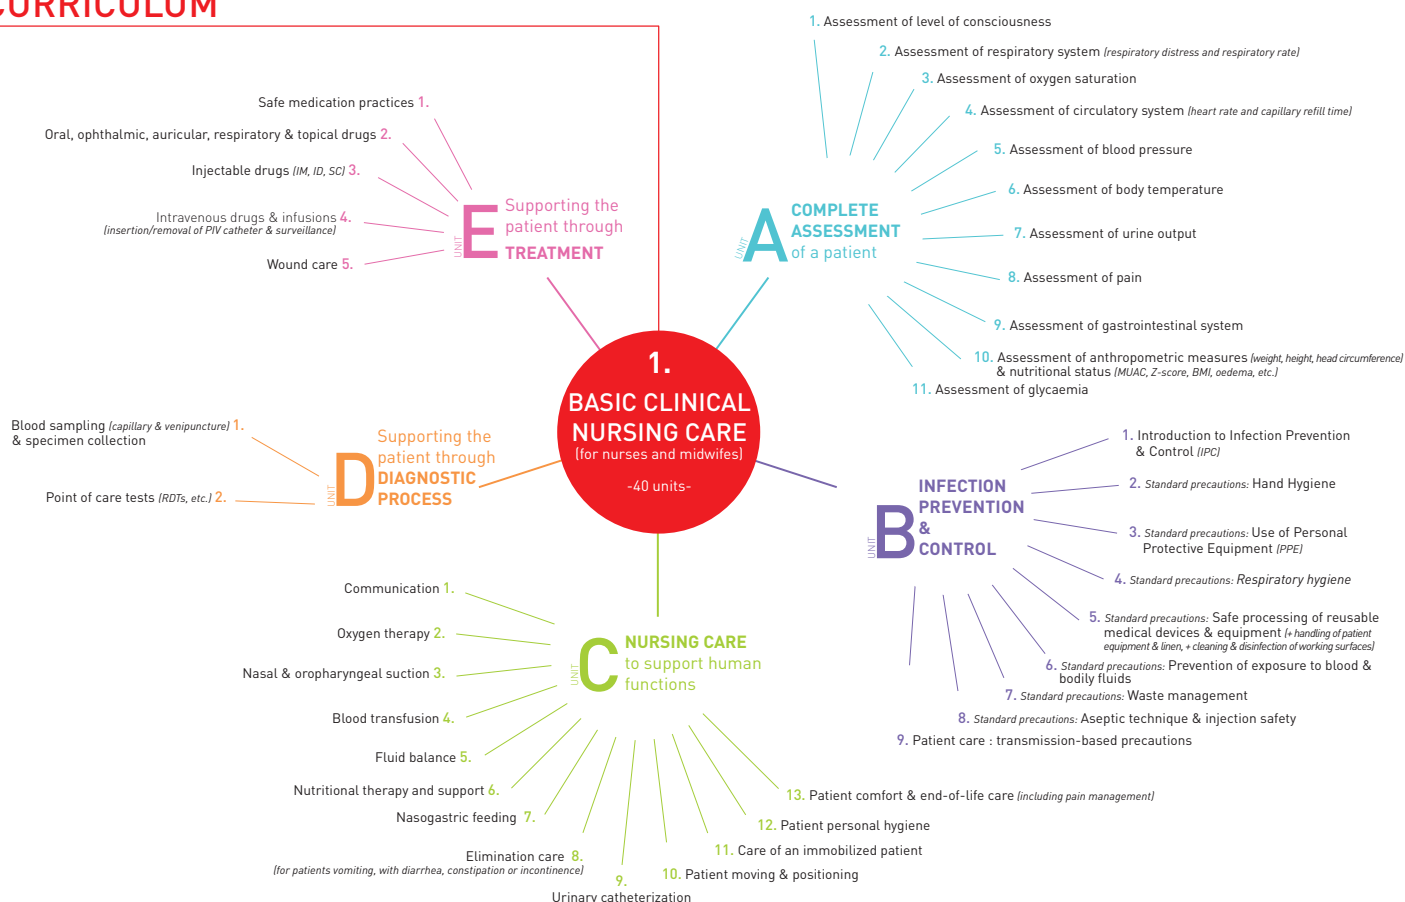 CURRICULUM
1. Assessment of level of consciousness
2. Assessment of respiratory system (respiratory distress and respiratory rate)
3. Assessment of oxygen saturation
4. Assessment of circulatory system (heart rate and capillary refill time)
5. Assessment of blood pressure
6. Assessment of body temperature
7. Assessment of urine output
8. Assessment of pain
9. Assessment of gastrointestinal system
10. Assessment of anthropometric measures (weight, height, head circumference)
& nutritional status (MUAC, Z-score, BMI, oedema, etc.)
11. Assessment of glycaemia
UNIT
A
COMPLETE
ASSESSMENT
of a patient
Safe medication practices 1.
Oral, ophthalmic, auricular, respiratory & topical drugs 2.
Injectable drugs (IM, ID, SC) 3.
Intravenous drugs & infusions 4.
(insertion/removal of PIV catheter & surveillance)
Wound care 5.
UNIT
E
Supporting the
patient through
TREATMENT
1.
BASIC CLINICAL
NURSING CARE
(for nurses and midwifes)
-40 units-
Blood sampling (capillary & venipuncture) 1.
& specimen collection
Point of care tests (RDTs, etc.) 2.
UNIT
D
Supporting the
patient through
DIAGNOSTIC
PROCESS
UNIT
B
INFECTION
PREVENTION
&
CONTROL
1. Introduction to Infection Prevention
& Control (IPC)
2. Standard precautions: Hand Hygiene
3. Standard precautions: Use of Personal
Protective Equipment (PPE)
4. Standard precautions: Respiratory hygiene
5. Standard precautions: Safe processing of reusable
medical devices & equipment (+ handling of patient
equipment & linen, + cleaning & disinfection of working surfaces)
6. Standard precautions: Prevention of exposure to blood &
bodily fluids
7. Standard precautions: Waste management
8. Standard precautions: Aseptic technique & injection safety
9. Patient care : transmission-based precautions
UNIT
C
NURSING CARE
to support human
functions
Communication 1.
Oxygen therapy 2.
Nasal & oropharyngeal suction 3.
Blood transfusion 4.
Fluid balance 5.
Nutritional therapy and support 6.
Nasogastric feeding 7.
Elimination care 8.
(for patients vomiting, with diarrhea, constipation or incontinence)
9.
Urinary catheterization
10. Patient moving & positioning
11. Care of an immobilized patient
12. Patient personal hygiene
13. Patient comfort & end-of-life care (including pain management)